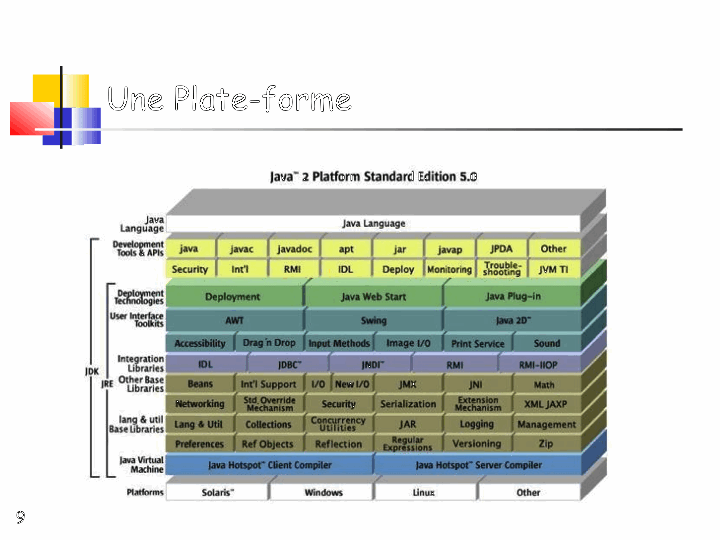 Une Plate-forme
Java™ 2 Platform Standard Edition 5.0
Java Language
Java Language
Development Tools & APIs
java javac javadoc apt jar javap JPDA Other
Security Int'l RMI IDL Deploy Monitoring Trouble-shooting JVM TI
Deployment Technologies
Deployment Java Web Start Java Plug-in
User Interface Toolkits
AWT Swing Java 2D™
Accessibility Drag'n Drop Input Methods Image I/O Print Service Sound
Integration Libraries
IDL JDBC™ JNDI™ RMI RMI-IIOP
JDK
JRE
Other Base Libraries
Beans Int'l Support I/O New I/O JMX JNI Math
Networking Std. Override Mechanism Security Serialization Extension Mechanism XML JAXP
lang & util Base Libraries
Lang & Util Collections Concurrency Utilities JAR Logging Management
Preferences Ref Objects Reflection Regular Expressions Versioning Zip
Java Virtual Machine
Java Hotspot™ Client Compiler Java Hotspot™ Server Compiler
Platforms
Solaris™ Windows Linux Other
9